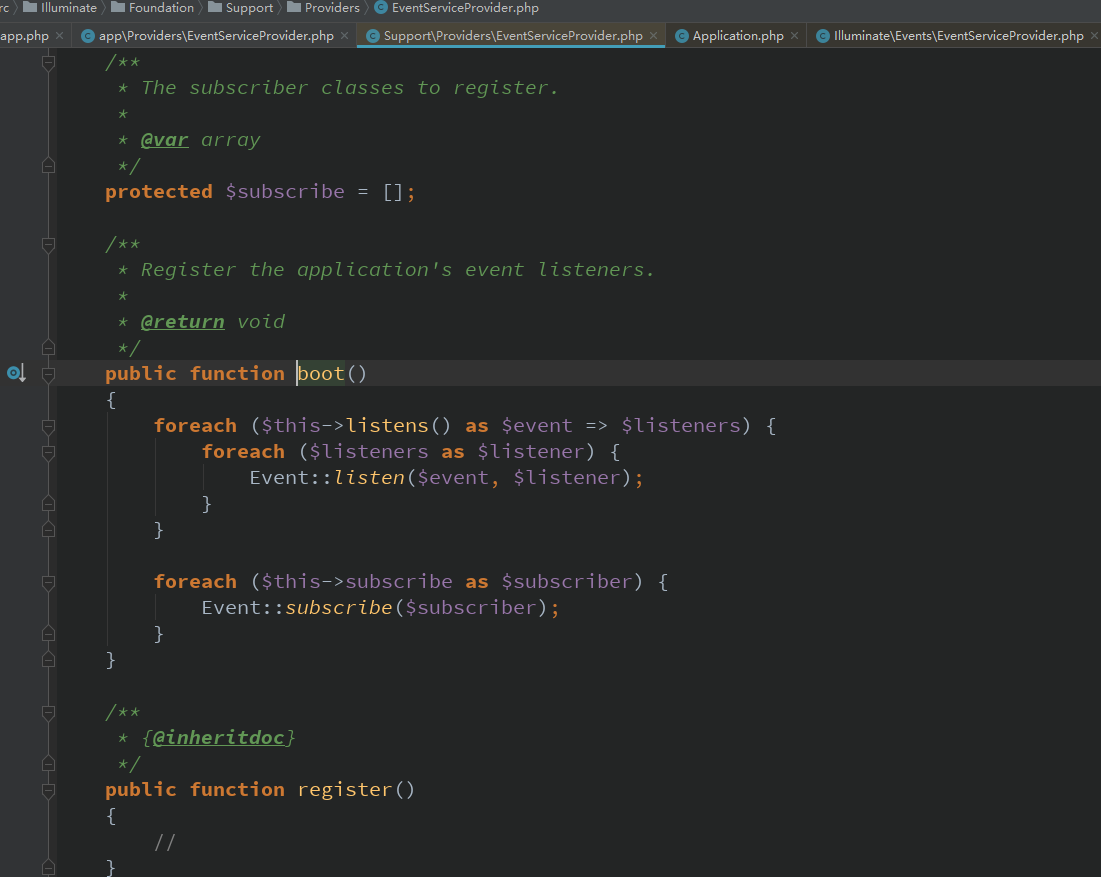 rc Illuminate Foundation Support Providers EventServiceProvider.php
app.php × app\Providers\EventServiceProvider.php × Support\Providers\EventServiceProvider.php × Application.php × Illuminate\Events\EventServiceProvider.php ×
/**
* The subscriber classes to register.
*
* @var array
*/
protected $subscribe = [];
/**
* Register the application's event listeners.
*
* @return void
*/
public function boot()
{
foreach ($this->listens() as $event => $listeners) {
foreach ($listeners as $listener) {
Event::listen($event, $listener);
}
}
foreach ($this->subscribe as $subscriber) {
Event::subscribe($subscriber);
}
}
/**
* {@inheritdoc}
*/
public function register()
{
//
}